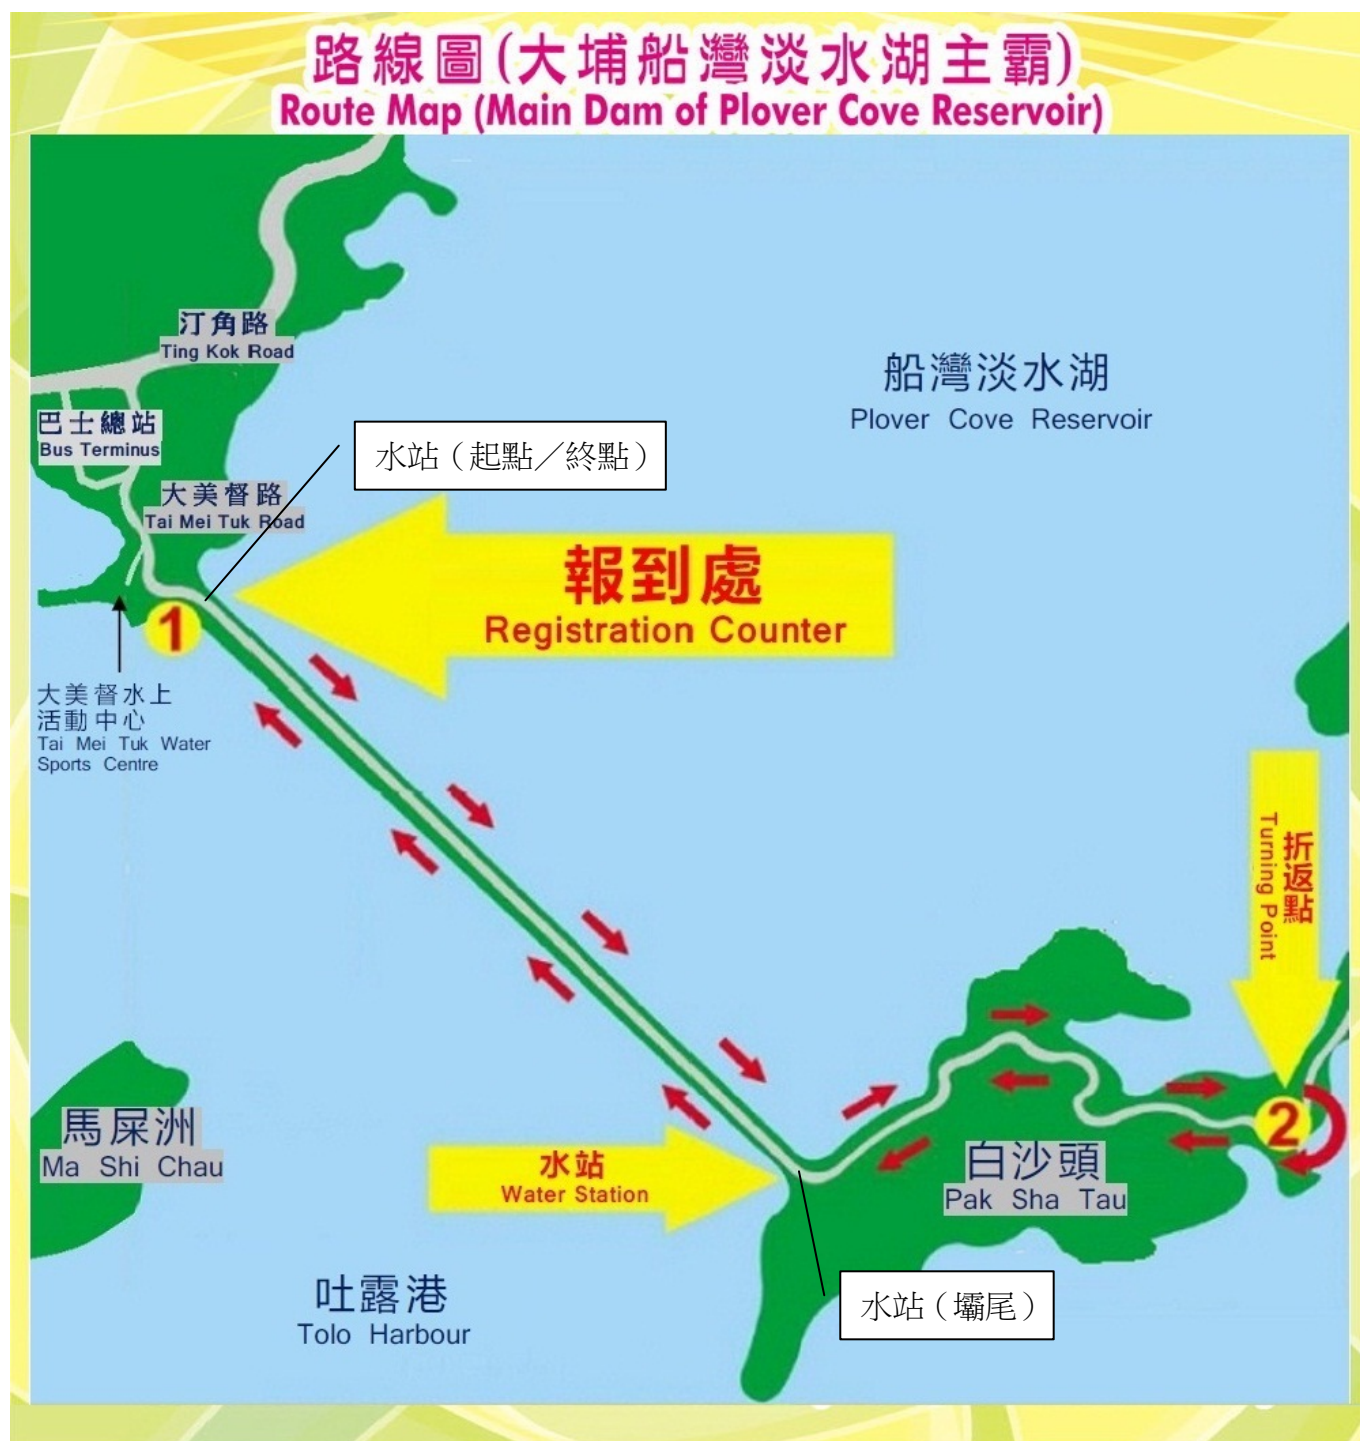 路線圖(大埔船灣淡水湖主霸)
Route Map (Main Dam of Plover Cove Reservoir)
汀角路
Ting Kok Road
船灣淡水湖
Plover Cove Reservoir
巴士總站
Bus Terminus
水站（起點／終點）
大美督路
Tai Mei Tuk Road
報到處
Registration Counter
1
大美督水上
活動中心
Tai Mei Tuk Water
Sports Centre
折返點
Turning Point
2
馬屎洲
Ma Shi Chau
水站
Water Station
白沙頭
Pak Sha Tau
吐露港
Tolo Harbour
水站（壩尾）